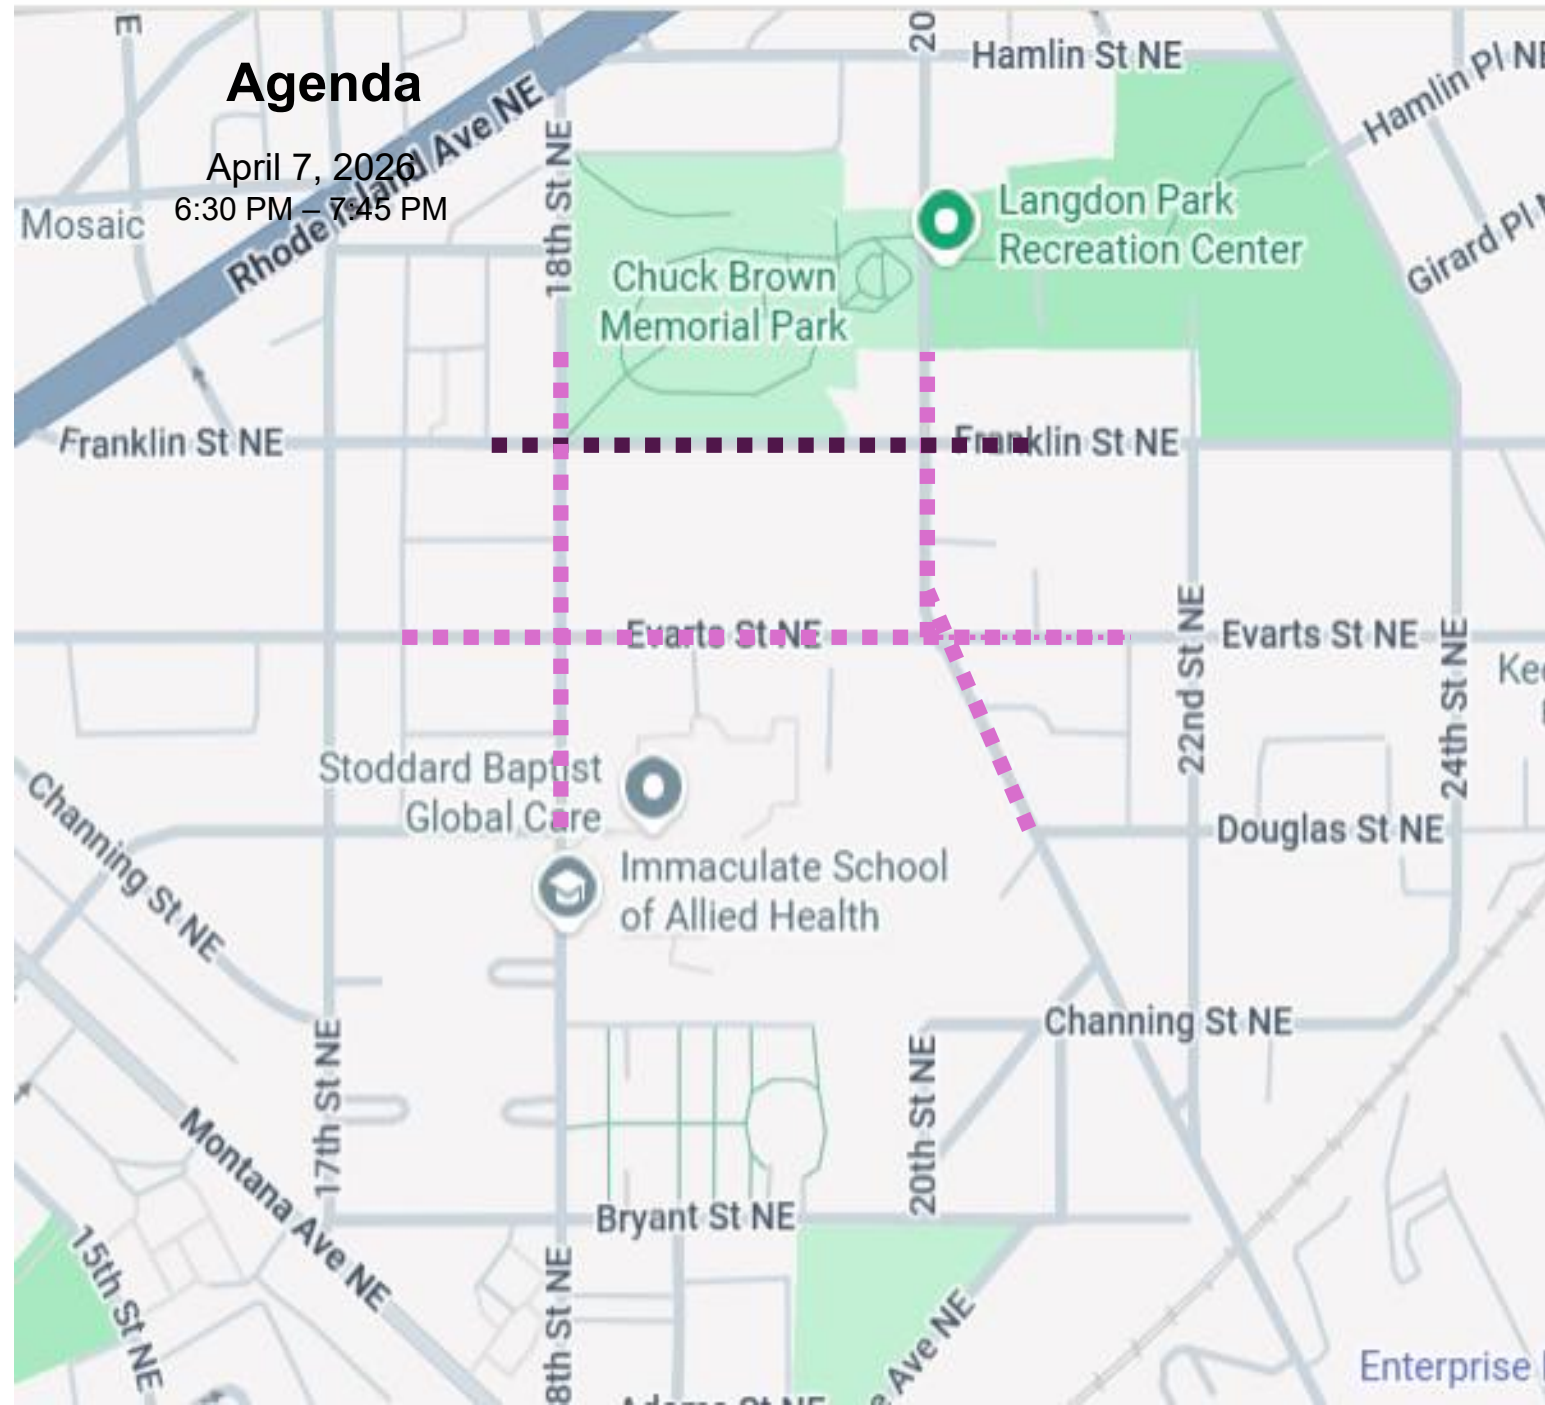 E
20
Hamlin St NE
Agenda
Hamlin Pl NE
Rhode Island Ave NE
April 7, 2026
6:30 PM – 7:45 PM
18th St NE
Mosaic
Langdon Park
Recreation Center
Girard Pl N
Chuck Brown
Memorial Park
Franklin St NE
Franklin St NE
Evarts St NE
22nd St NE
Evarts St NE
24th St NE
Stoddard Baptist
Global Care
Channing St NE
Douglas St NE
Immaculate School
of Allied Health
17th St NE
Channing St NE
20th St NE
Montana Ave NE
Bryant St NE
15th St NE
8th St NE
e Ave NE
Enterprise